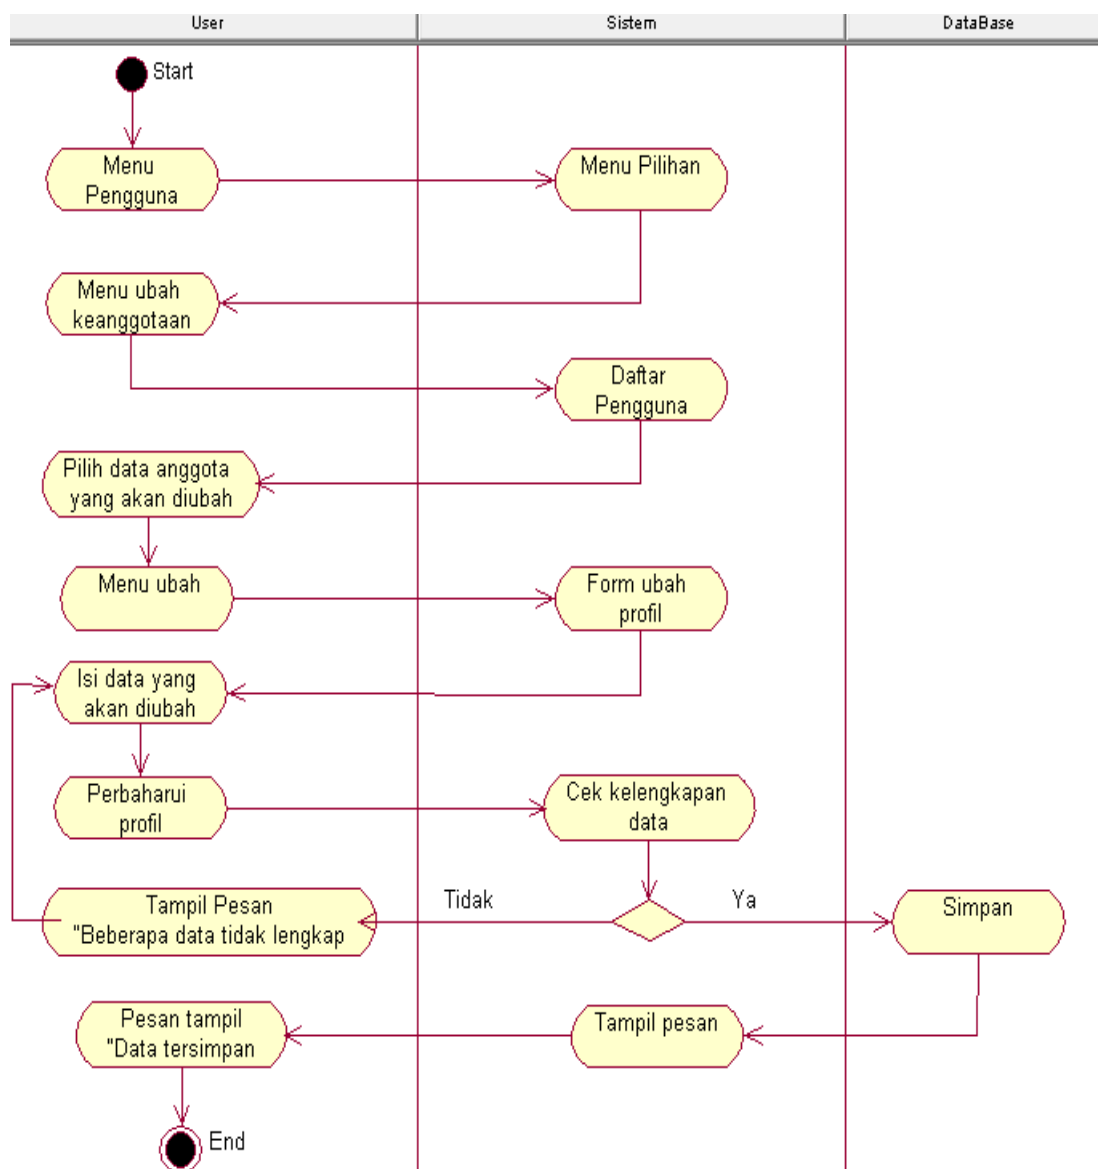 User
Sistem
DataBase
Start
Menu
Pengguna
Menu Pilihan
Menu ubah
keanggotaan
Daftar
Pengguna
Pilih data anggota
yang akan diubah
Menu ubah
Form ubah
profil
Isi data yang
akan diubah
Perbaharui
profil
Cek kelengkapan
data
Tampil Pesan
"Beberapa data tidak lengkap
Tidak
Ya
Simpan
Pesan tampil
"Data tersimpan
Tampil pesan
End